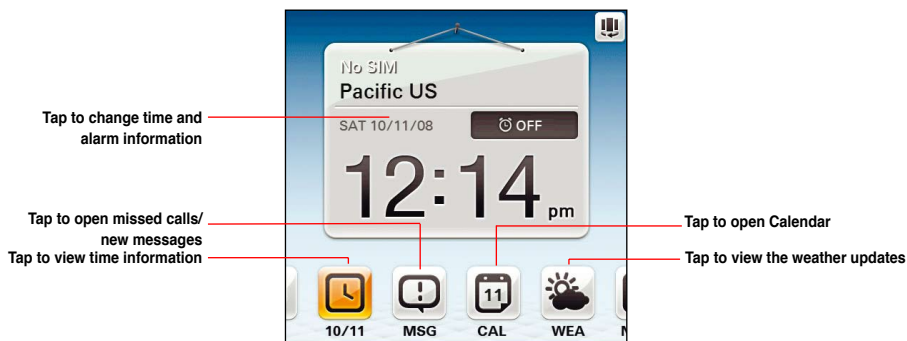 No SIM
Pacific US
Tap to change time and
alarm information
SAT 10/11/08
OFF
12:14 pm
Tap to open missed calls/
new messages
Tap to view time information
Tap to open Calendar
Tap to view the weather updates
11
10/11
MSG
CAL
WEA